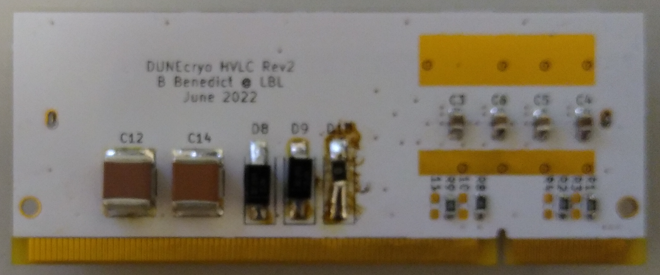 DUNEcryo HVLC Rev2
B Benedict @ LBL
June 2022
C3 C6 C5 C4
C12 C14 D8 D9